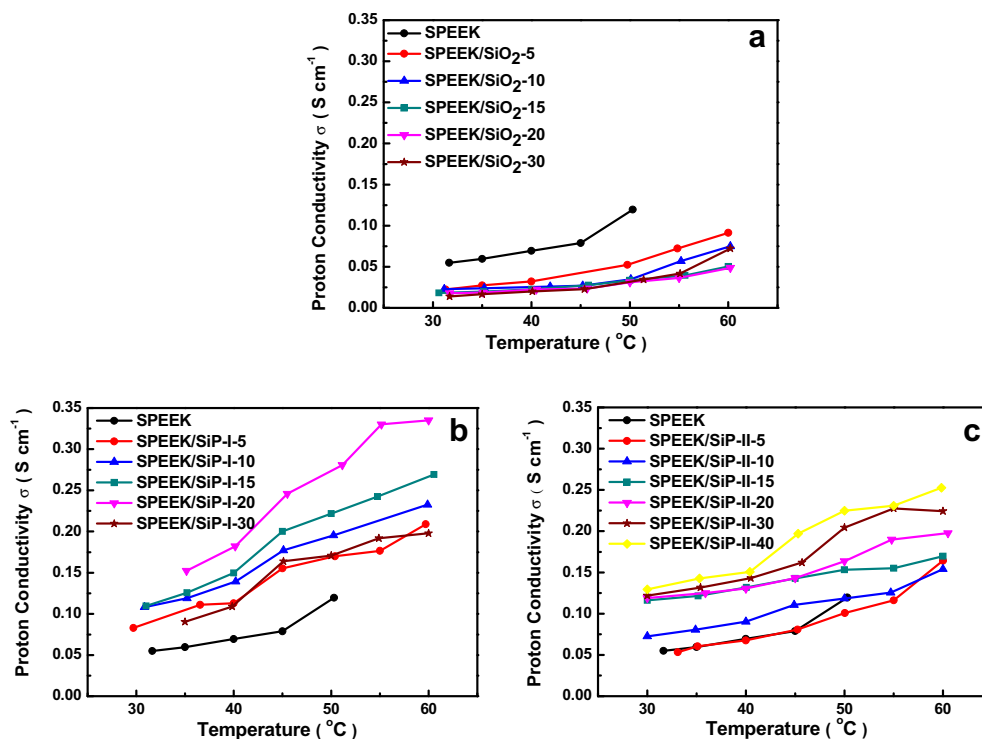 a
SPEEK
SPEEK/SiO2-5
SPEEK/SiO2-10
SPEEK/SiO2-15
SPEEK/SiO2-20
SPEEK/SiO2-30
Proton Conductivity σ ( S cm-1)
0.35
0.30
0.25
0.20
0.15
0.10
0.05
0.00
30 40 50 60
Temperature ( oC)
b
SPEEK
SPEEK/SiP-I-5
SPEEK/SiP-I-10
SPEEK/SiP-I-15
SPEEK/SiP-I-20
SPEEK/SiP-I-30
Proton Conductivity σ ( S cm-1)
0.35
0.30
0.25
0.20
0.15
0.10
0.05
0.00
30 40 50 60
Temperature ( oC)
c
SPEEK
SPEEK/SiP-II-5
SPEEK/SiP-II-10
SPEEK/SiP-II-15
SPEEK/SiP-II-20
SPEEK/SiP-II-30
SPEEK/SiP-II-40
Proton Conductivity σ ( S cm-1)
0.35
0.30
0.25
0.20
0.15
0.10
0.05
0.00
30 40 50 60
Temperature ( oC)